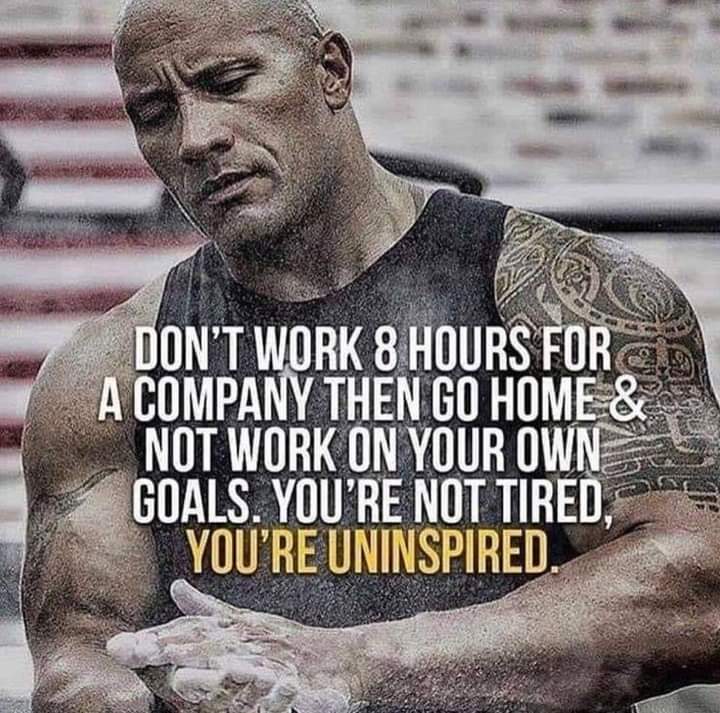 DON'T WORK 8 HOURS FOR
A COMPANY THEN GO HOME &
NOT WORK ON YOUR OWN
GOALS. YOU'RE NOT TIRED,
YOU'RE UNINSPIRED.